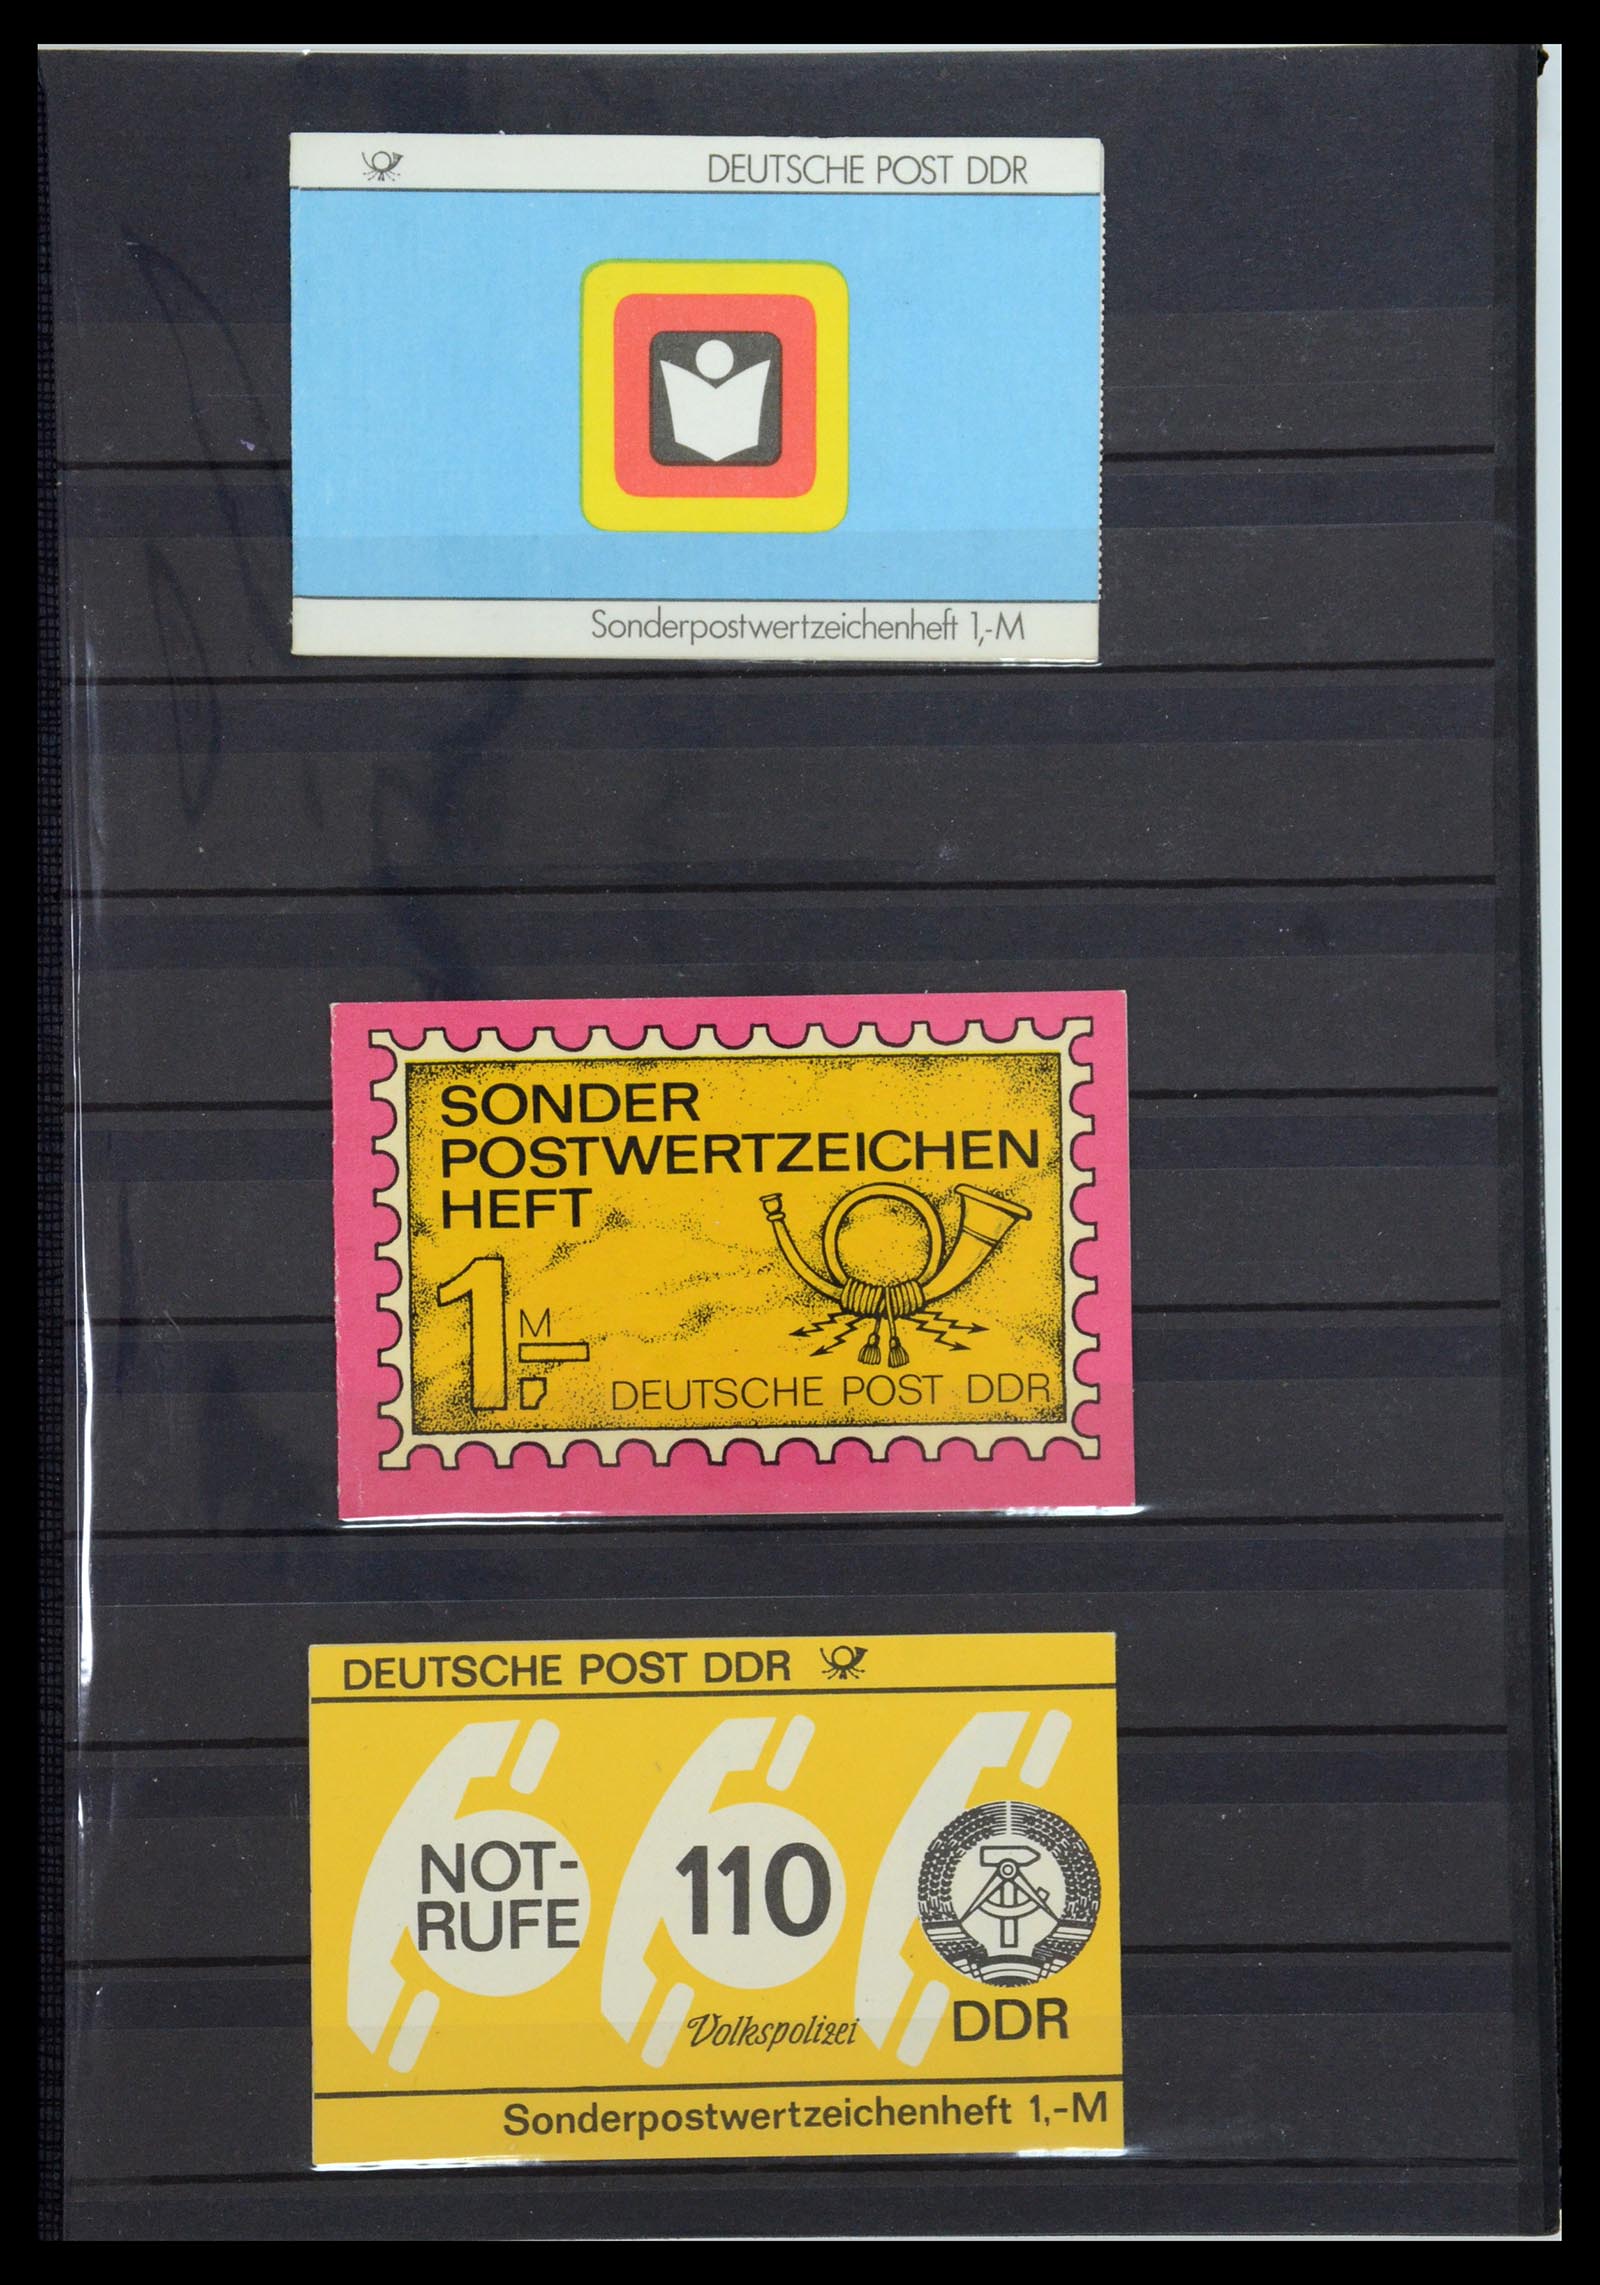 DEUTSCHE POST DDR
Sonderpostwertzeichenheft 1,-M
SONDER
POSTWERTZEICHEN
HEFT
1,- M
DEUTSCHE POST DDR
DEUTSCHE POST DDR
NOT-
RUFE
110
Volkspolizei
DDR
Sonderpostwertzeichenheft 1,-M